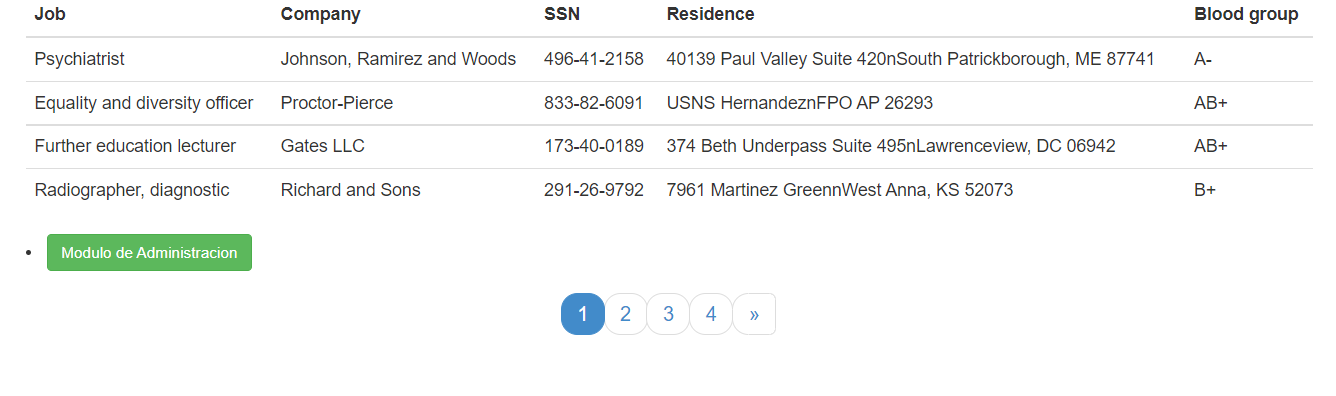 Job Company SSN Residence Blood group
Psychiatrist Johnson, Ramirez and Woods 496-41-2158 40139 Paul Valley Suite 420nSouth Patrickborough, ME 87741 A-
Equality and diversity officer Proctor-Pierce 833-82-6091 USNS HernandeznFPO AP 26293 AB+
Further education lecturer Gates LLC 173-40-0189 374 Beth Underpass Suite 495nLawrenceview, DC 06942 AB+
Radiographer, diagnostic Richard and Sons 291-26-9792 7961 Martinez GreennWest Anna, KS 52073 B+
Modulo de Administracion
1 2 3 4 »